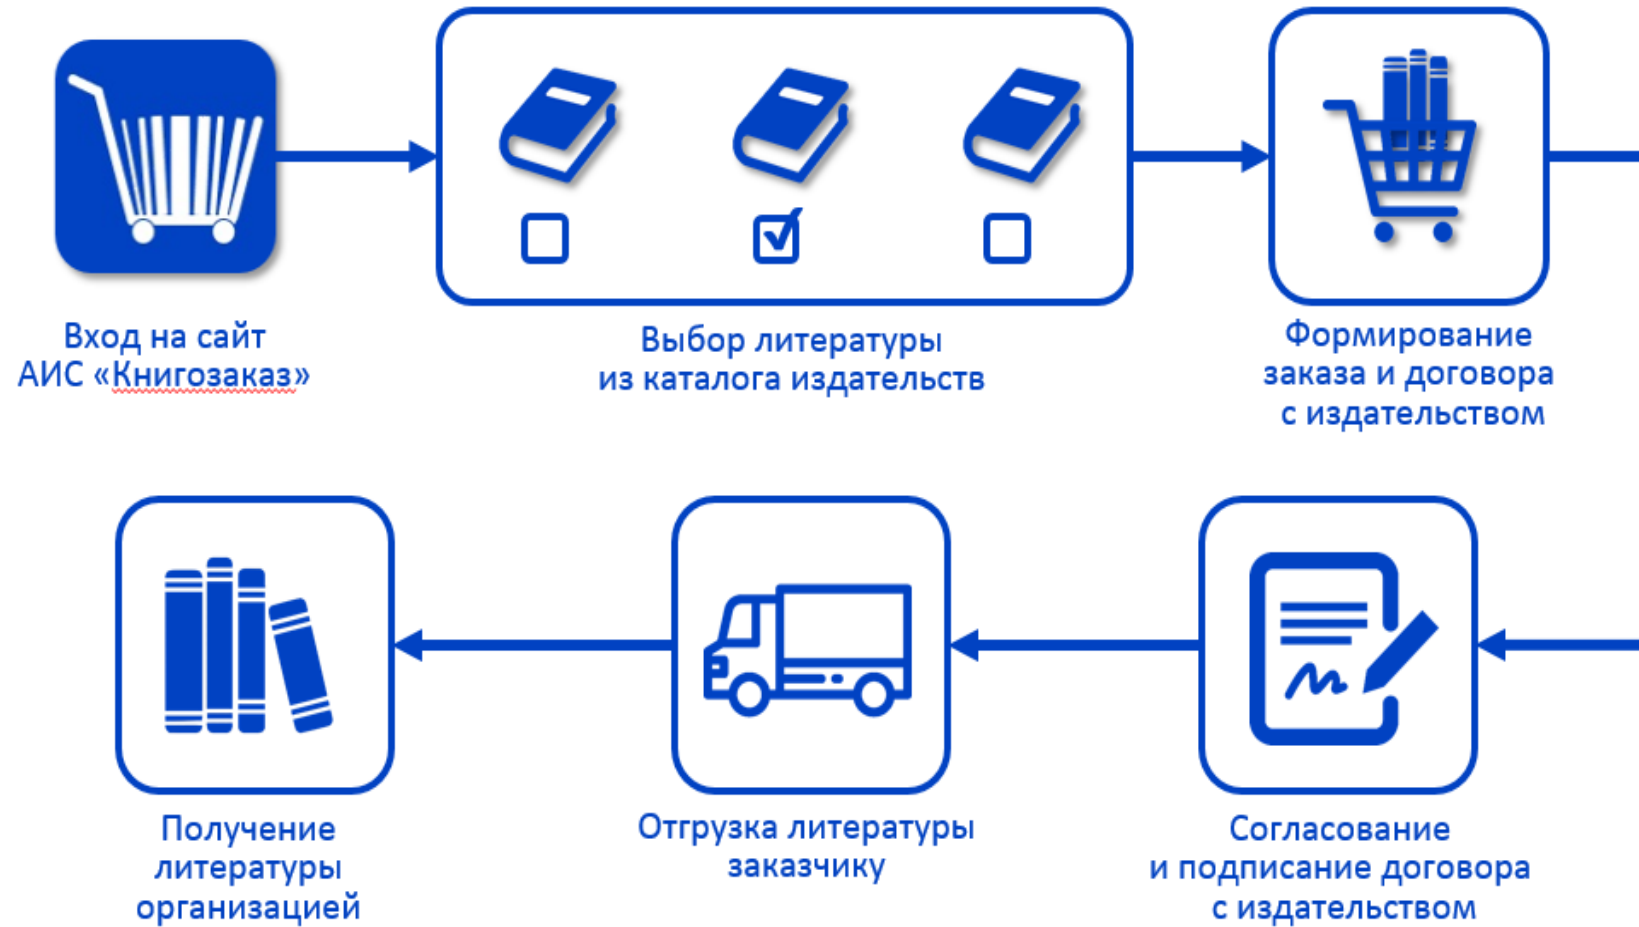 Вход на сайт
АИС «Книгозаказ»
Выбор литературы
из каталога издательств
Формирование
заказа и договора
с издательством
Получение
литературы
организацией
Отгрузка литературы
заказчику
Согласование
и подписание договора
с издательством